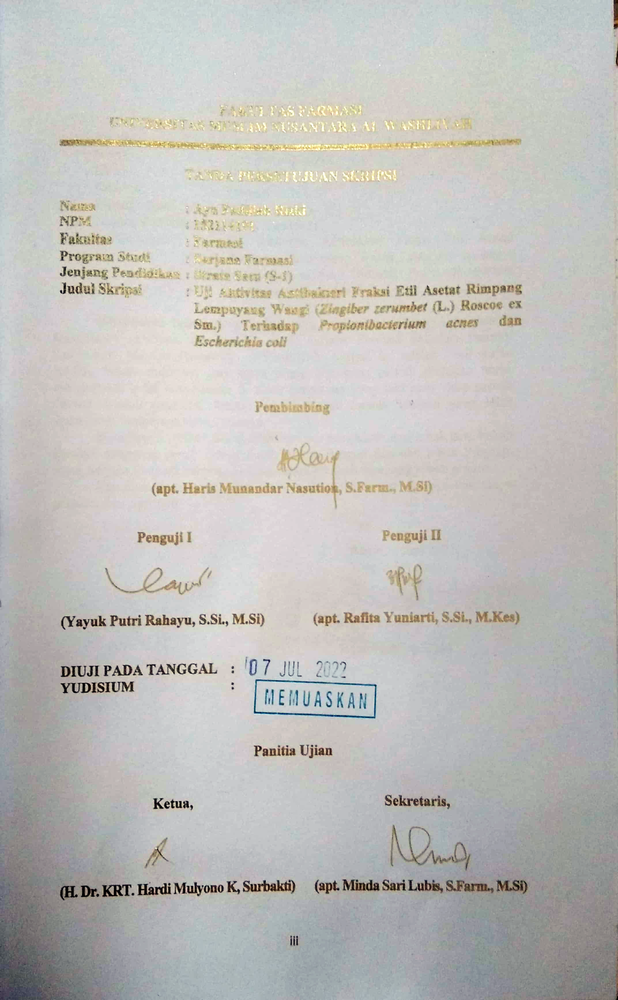 FAKULTAS FARMASI
UNIVERSITAS MUSLIM NUSANTARA AL WASHLIYAH
TANDA PERSETUJUAN SKRIPSI
Nama : Ayu Rizki
NPM :
Fakultas : Farmasi
Program Studi : Sarjana Farmasi
Jenjang Pendidikan : Strata Satu (S-1)
Judul Skripsi : Uji Aktivitas Antibakteri Fraksi Etil Asetat Rimpang
Lempuyang Wangi (Zingiber zerumbet (L.) Roscoe ex
Sm.) Terhadap Propionibacterium acnes dan
Escherichia coli
Pembimbing
(apt. Haris Munandar Nasution, S.Farm., M.Si)
Penguji I Penguji II
(Yayuk Putri Rahayu, S.Si., M.Si) (apt. Rafita Yuniarti, S.Si., M.Kes)
DIUJI PADA TANGGAL : 07 JUL 2022
YUDISIUM : MEMUASKAN
Panitia Ujian
Ketua, Sekretaris,
(H. Dr. KRT. Hardi Mulyono K, Surbakti) (apt. Minda Sari Lubis, S.Farm., M.Si)
iii